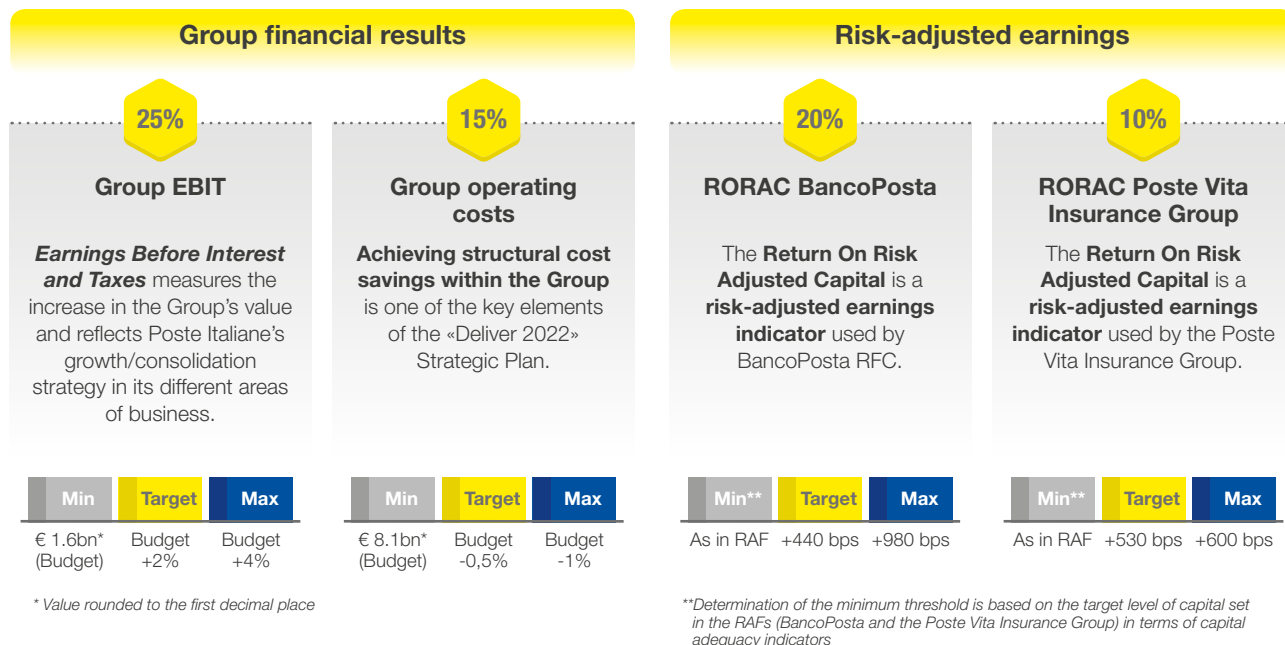 Group financial results
25%
Group EBIT
Earnings Before Interest
and Taxes measures the
increase in the Group's value
and reflects Poste Italiane's
growth/consolidation
strategy in its different areas
of business.
Min
Target
Max
€ 1.6bn*
(Budget)
Budget
+2%
Budget
+4%
15%
Group operating
costs
Achieving structural cost
savings within the Group
is one of the key elements
of the «Deliver 2022»
Strategic Plan.
Min
Target
Max
€ 8.1bn*
(Budget)
Budget
-0,5%
Budget
-1%
* Value rounded to the first decimal place
Risk-adjusted earnings
20%
RORAC BancoPosta
The Return On Risk
Adjusted Capital is a
risk-adjusted earnings
indicator used by
BancoPosta RFC.
Min**
Target
Max
As in RAF
+440 bps
+980 bps
10%
RORAC Poste Vita
Insurance Group
The Return On Risk
Adjusted Capital is a
risk-adjusted earnings
indicator used by the Poste
Vita Insurance Group.
Min**
Target
Max
As in RAF
+530 bps
+600 bps
**Determination of the minimum threshold is based on the target level of capital set
in the RAFs (BancoPosta and the Poste Vita Insurance Group) in terms of capital
adequacy indicators